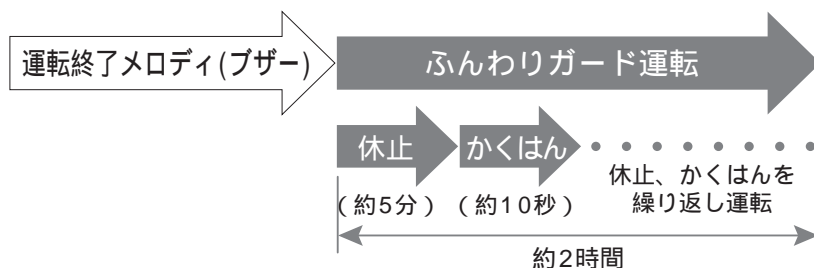 運転終了メロディ(ブザー)
ふんわりガード運転
休止
かくはん
(約5分)
(約10秒)
休止、かくはんを
繰り返し運転
約2時間